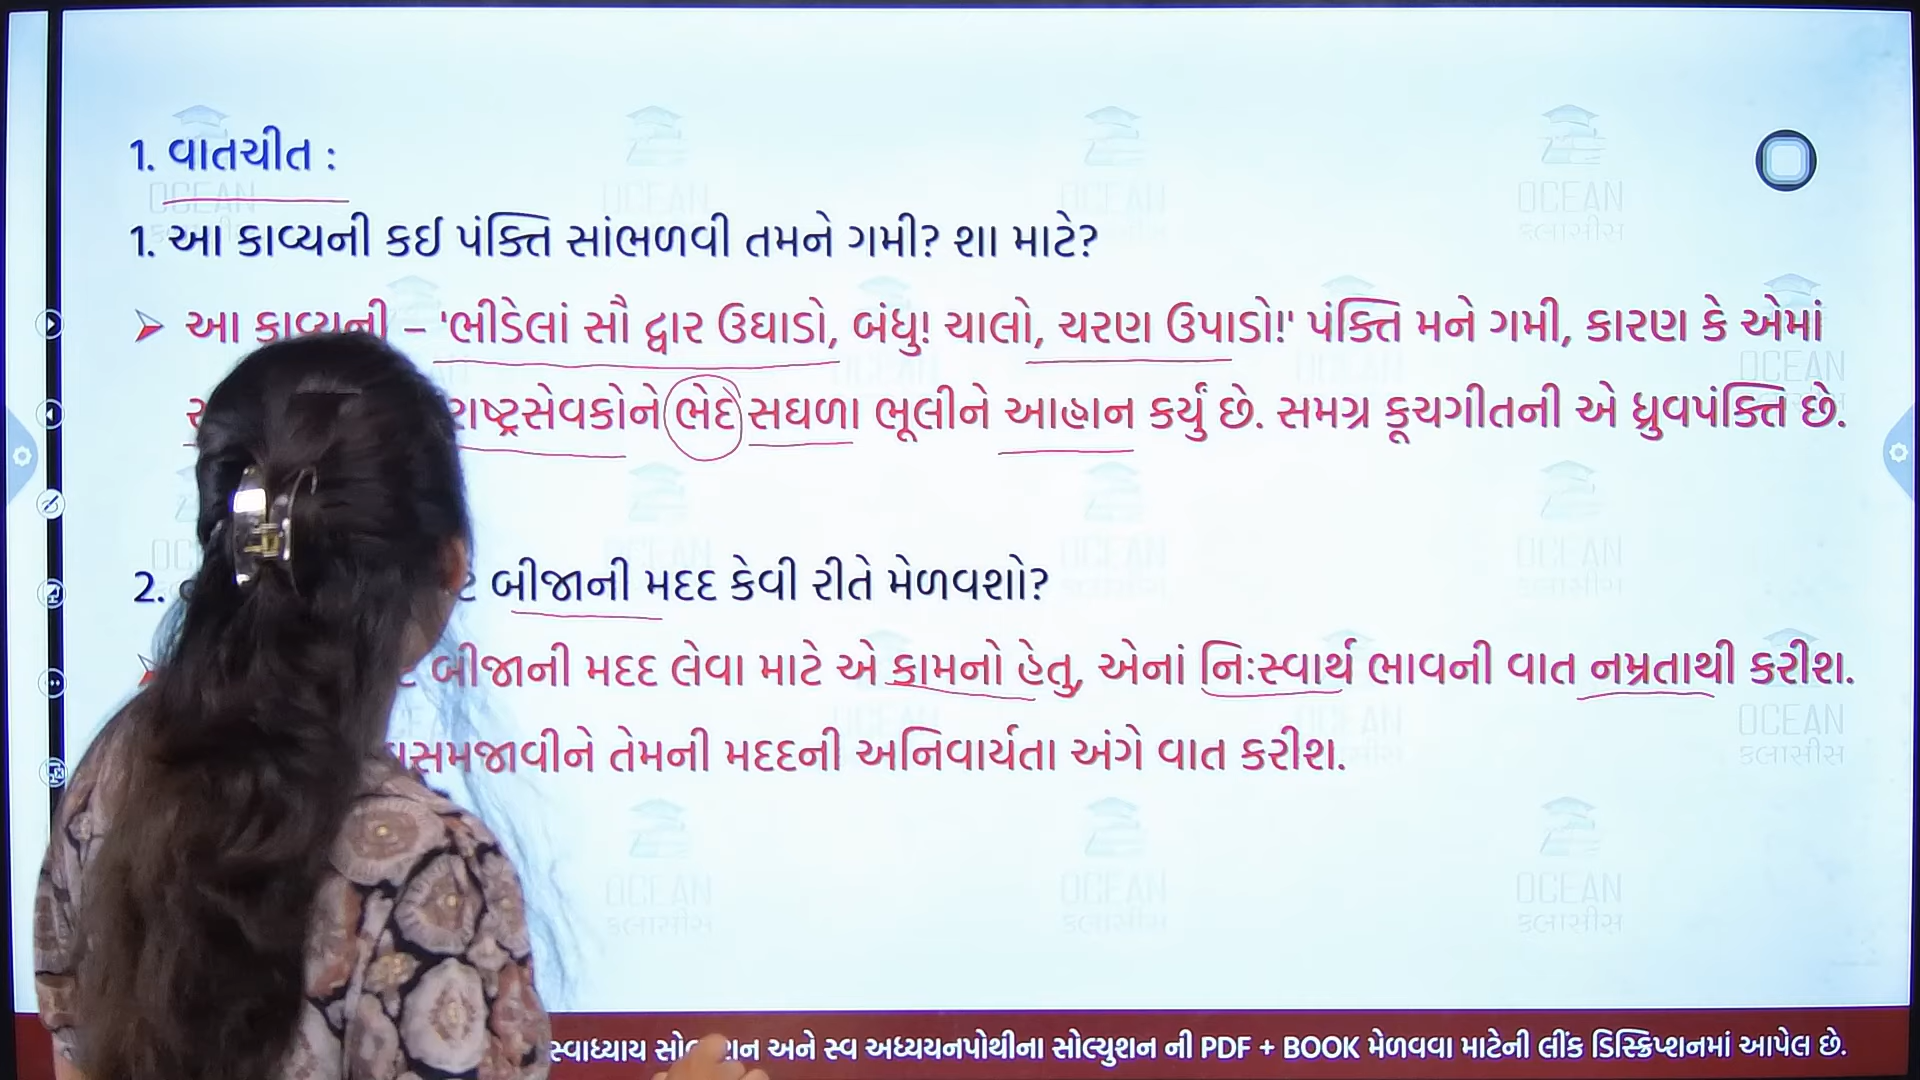 1. વાતચીત :
1. આ કાવ્યની કઈ પંક્તિ સાંભળવી તમને ગમી? શા માટે?
આ કાવ્યની – 'ભીડેલાં સૌ દ્વાર ઉઘાડો, બંધુ! ચાલો, ચરણ ઉપાડો!' પંક્તિ મને ગમી, કારણ કે એમાં
રાષ્ટ્રસેવકોને ભેદ સઘળા ભૂલીને આહ્વાન કર્યું છે. સમગ્ર કૂચગીતની એ ધ્રુવપંક્તિ છે.
2. બીજાની મદદ કેવી રીતે મેળવશો?
બીજાની મદદ લેવા માટે એ કામનો હેતુ, એનાં નિઃસ્વાર્થ ભાવની વાત નમ્રતાથી કરીશ.
તેમની મદદની અનિવાર્યતા અંગે વાત કરીશ.
સ્વાધ્યાય અને સ્વ અધ્યયનપોથીના સોલ્યુશન ની PDF + BOOK મેળવવા માટેની લીંક ડિસ્ક્રિપ્શનમાં આપેલ છે.
OCEAN
કલાસીસ